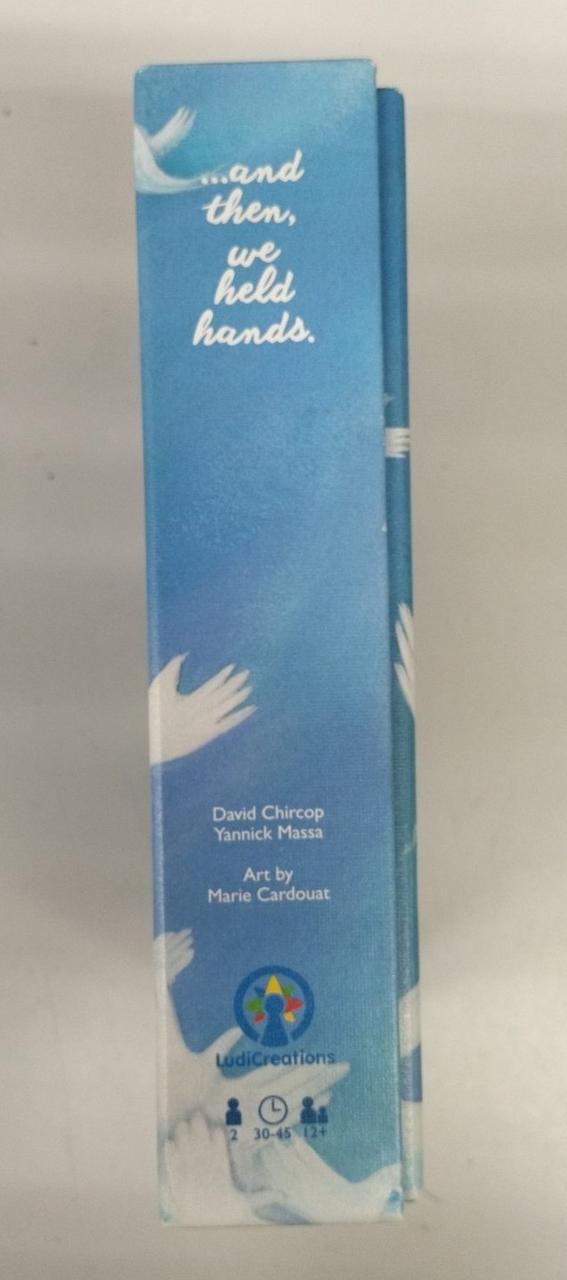 ...and
then,
we
held
hands.
David Chircop
Yannick Massa
Art by
Marie Cardouat
LudiCreations
2 30-45 12+